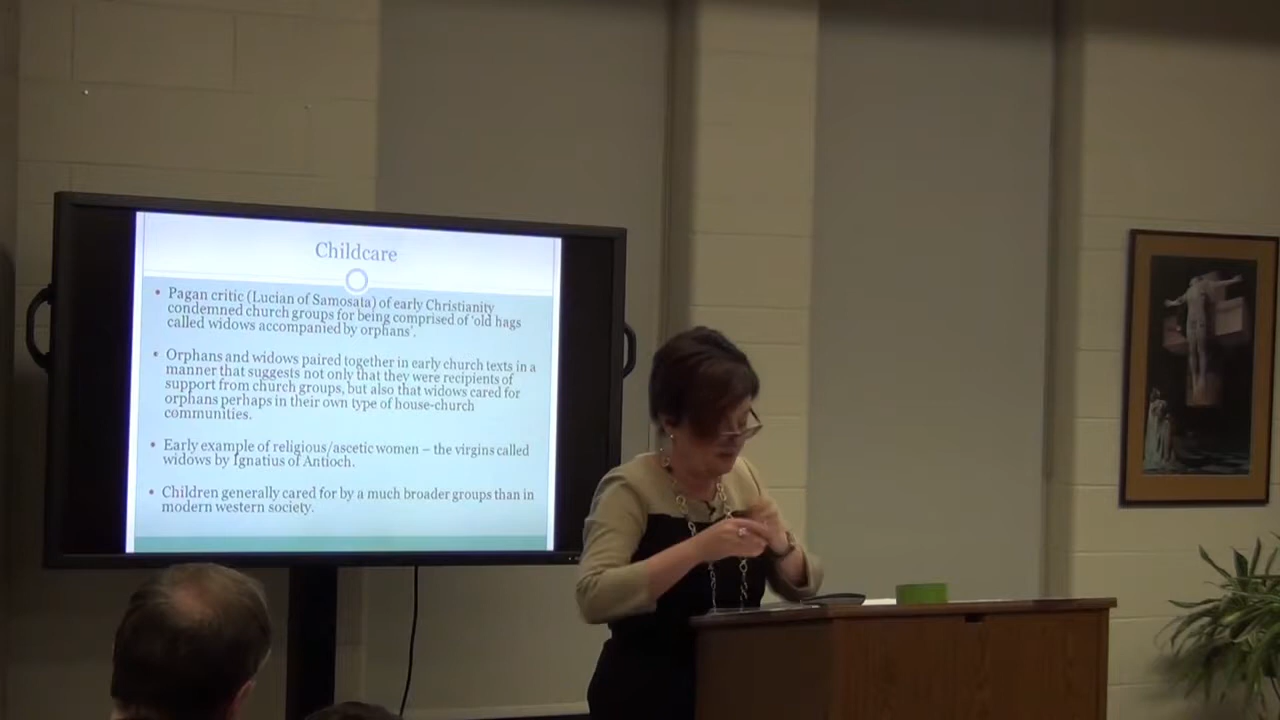 Childcare
• Pagan critic (Lucian of Samosata) of early Christianity
condemned church groups for being comprised of 'old hags
called widows accompanied by orphans'.
• Orphans and widows paired together in early church texts in a
manner that suggests not only that they were recipients of
support from church groups, but also that widows cared for
orphans perhaps in their own type of house-church
communities.
• Early example of religious/ascetic women – the virgins called
widows by Ignatius of Antioch.
• Children generally cared for by a much broader groups than in
modern western society.